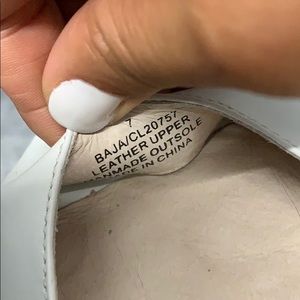 7
BAJA/CL20757
LEATHER UPPER
MANMADE OUTSOLE
MADE IN CHINA